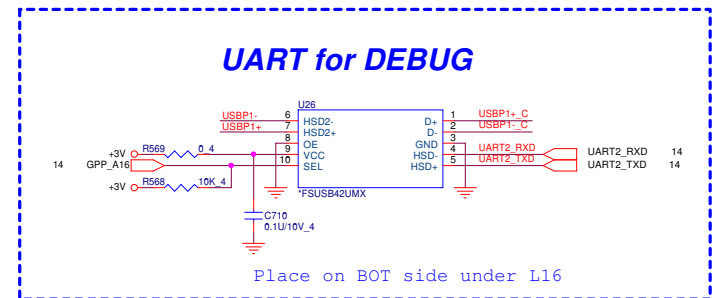 UART for DEBUG
U26
USBP1- 6 HSD2- D+ 1 USBP1+_C
USBP1+ 7 HSD2+ D- 2 USBP1-_C
8 OE GND 3
+3V R569 0_4 9 VCC HSD- 4 UART2_RXD UART2_RXD 14
14 GPP_A16 10 SEL HSD+ 5 UART2_TXD UART2_TXD 14
+3V R568 10K_4 *FSUSB42UMX
C710
0.1U/10V_4
Place on BOT side under L16